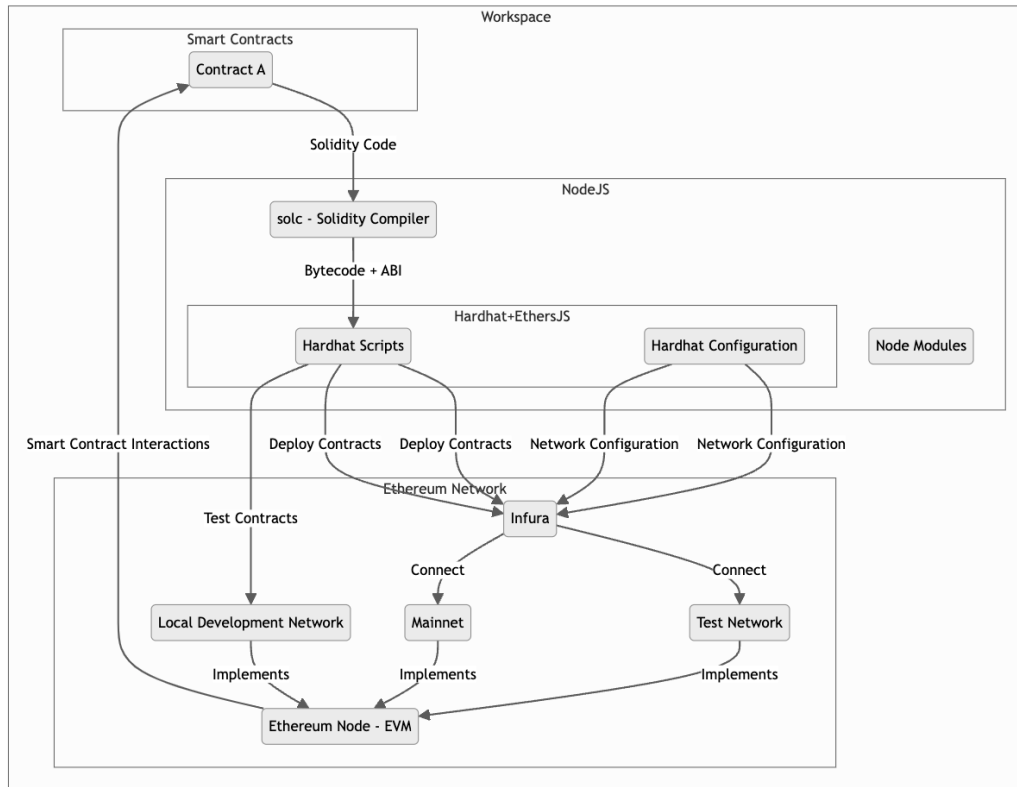 Workspace
Smart Contracts
Contract A
Solidity Code
NodeJS
solc - Solidity Compiler
Bytecode + ABI
Hardhat+EthersJS
Hardhat Scripts
Hardhat Configuration
Node Modules
Smart Contract Interactions
Deploy Contracts
Deploy Contracts
Network Configuration
Network Configuration
Ethereum Network
Test Contracts
Infura
Connect
Connect
Local Development Network
Mainnet
Test Network
Implements
Implements
Implements
Ethereum Node - EVM